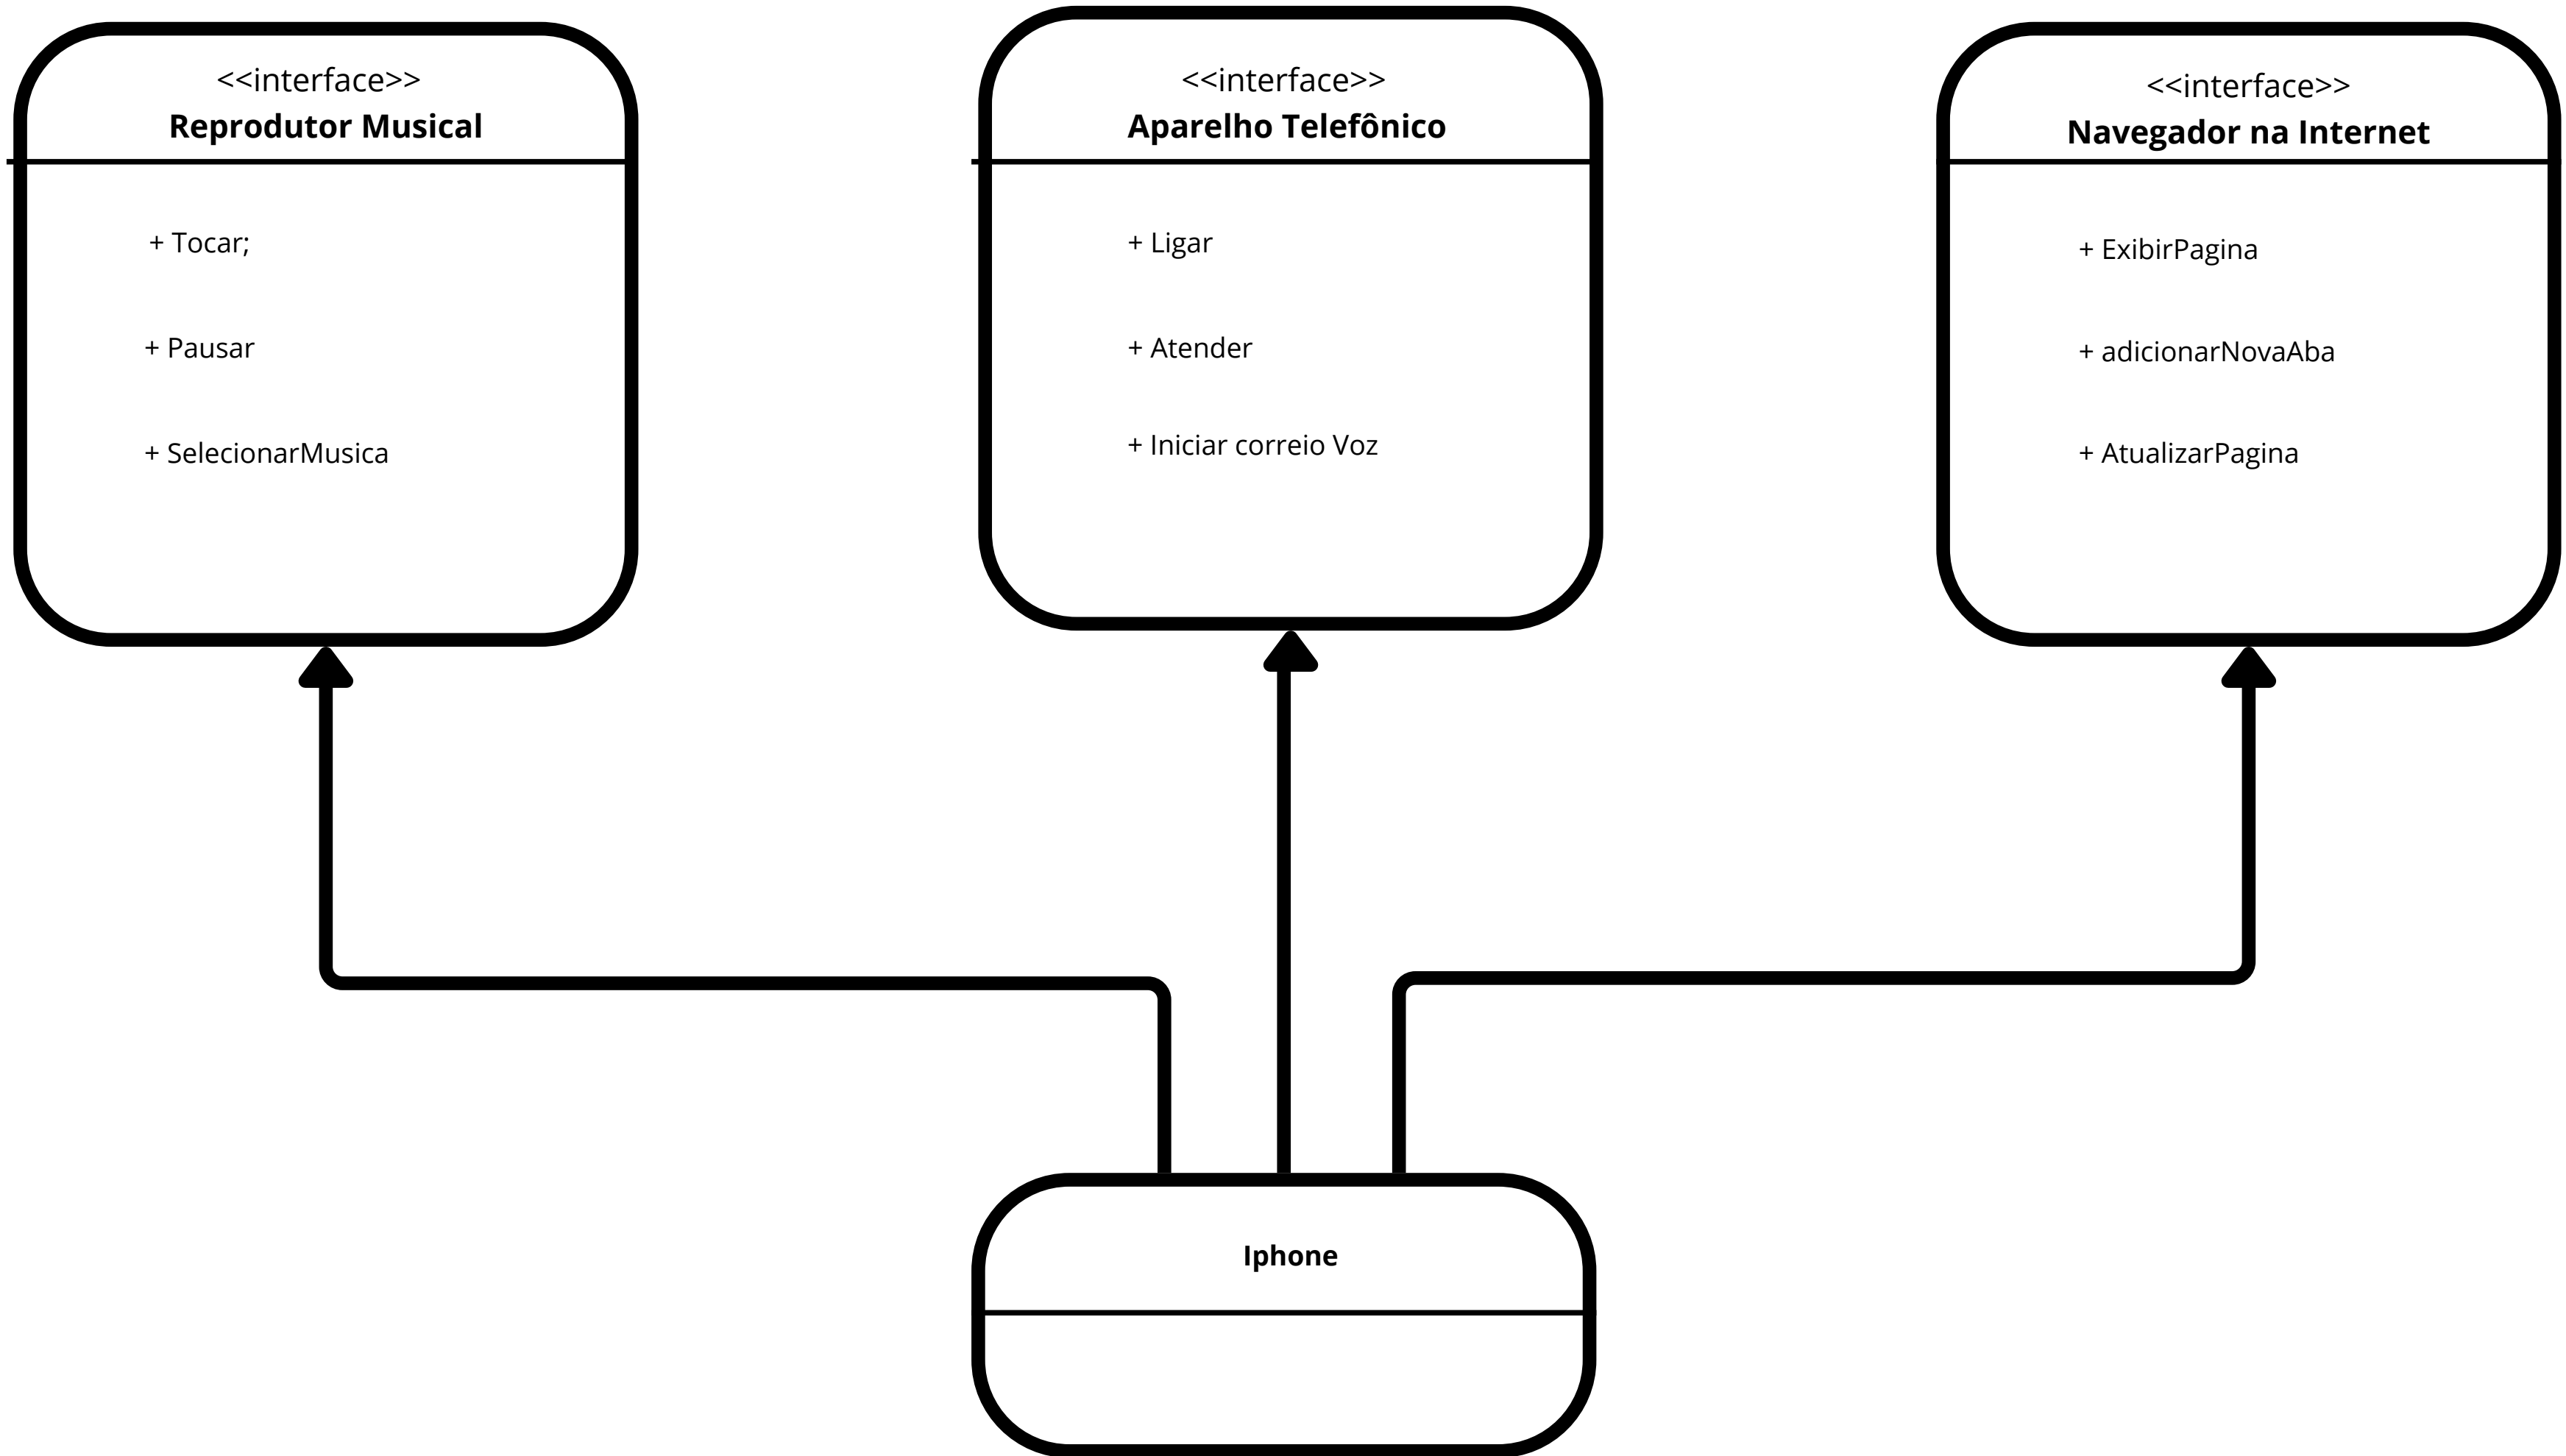 <<interface>>
Reprodutor Musical
+ Tocar;
+ Pausar
+ SelecionarMusica
<<interface>>
Aparelho Telefônico
+ Ligar
+ Atender
+ Iniciar correio Voz
<<interface>>
Navegador na Internet
+ ExibirPagina
+ adicionarNovaAba
+ AtualizarPagina
Iphone